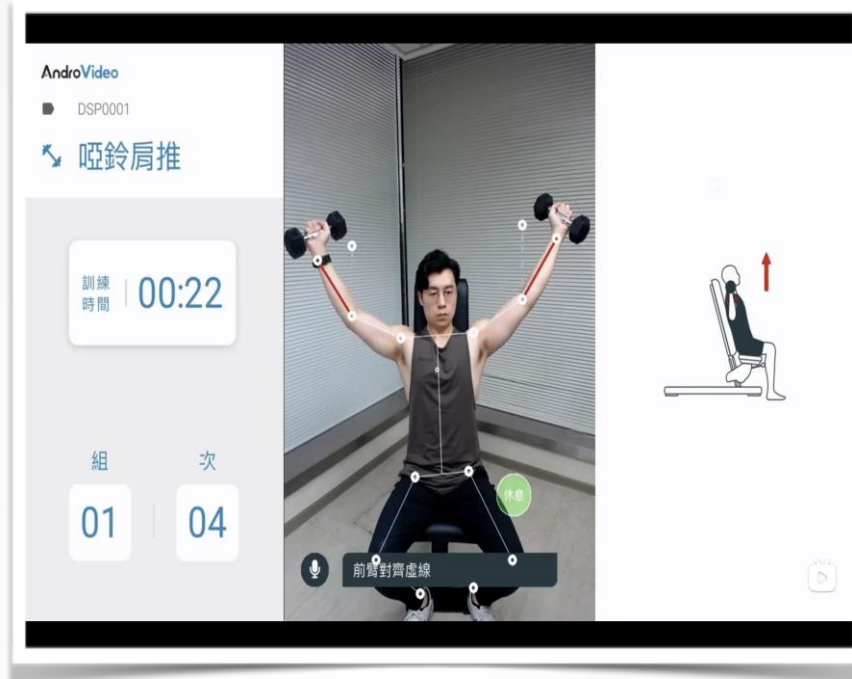 AndroVideo
DSP0001
啞鈴肩推
訓練
時間
00:22
組
次
01
04
休息
前臂對齊虛線